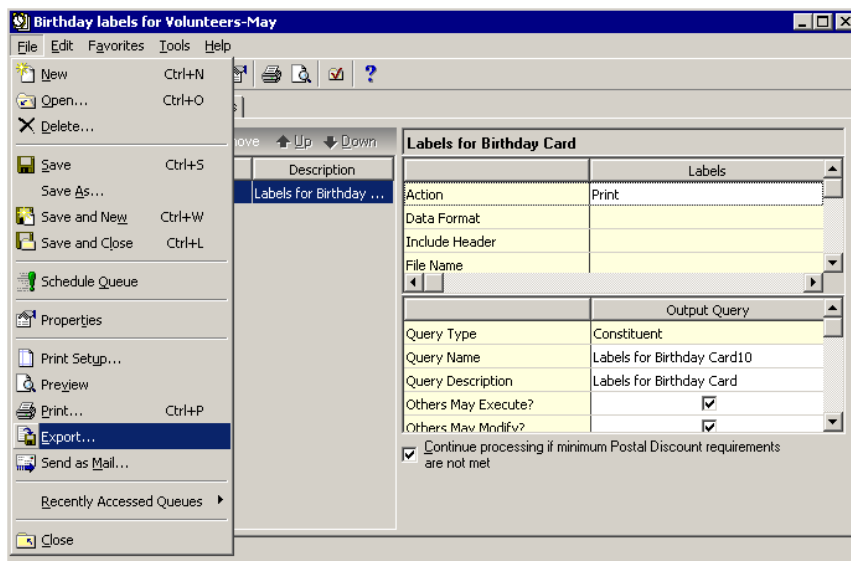 Birthday labels for Volunteers-May
File Edit Favorites Tools Help
New Ctrl+N
Open... Ctrl+O
Delete...
Save Ctrl+S
Save As...
Save and New Ctrl+W
Save and Close Ctrl+L
Schedule Queue
Properties
Print Setup...
Preview
Print... Ctrl+P
Export...
Send as Mail...
Recently Accessed Queues
Close
ove Up Down
Description
Labels for Birthday ...
Labels for Birthday Card
Labels
Action Print
Data Format
Include Header
File Name
Output Query
Query Type Constituent
Query Name Labels for Birthday Card10
Query Description Labels for Birthday Card
Others May Execute?
Others May Modify?
Continue processing if minimum Postal Discount requirements
are not met